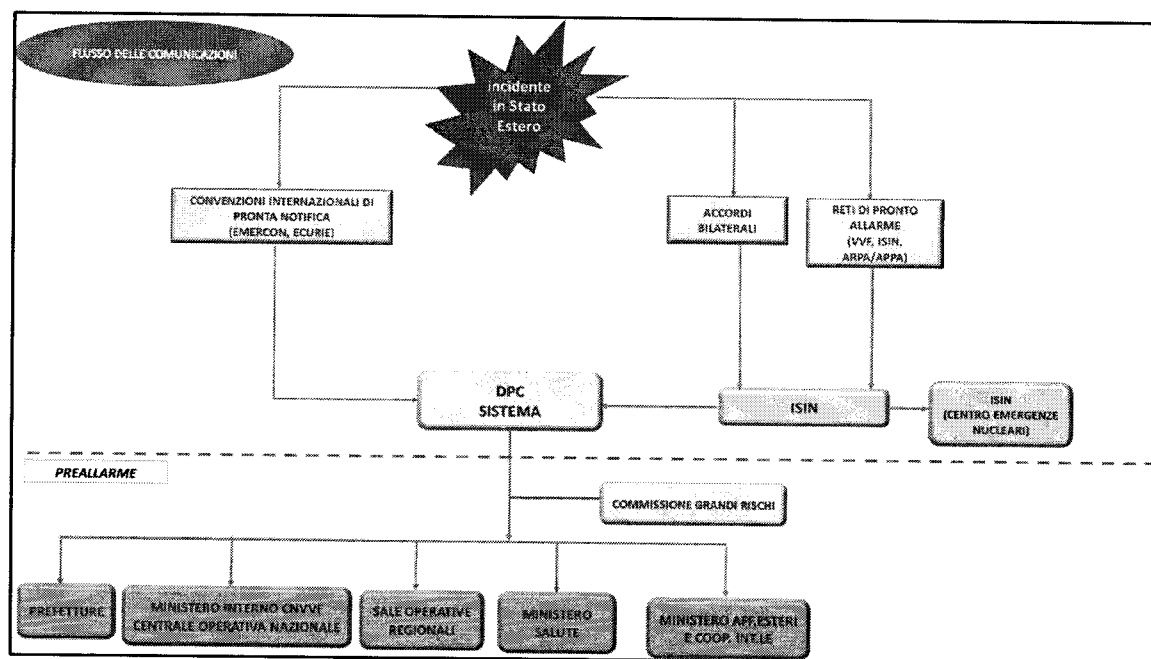 FLUSSO DELLE COMUNICAZIONI
Incidente
in Stato
Estero
CONVENZIONI INTERNAZIONALI DI
PRONTA NOTIFICA
(EMERCON, ECURIE)
ACCORDI
BILATERALI
RETI DI PRONTO
ALLARME
(VVF, ISIN,
ARPA/APPA)
DPC
SISTEMA
ISIN
ISIN
(CENTRO EMERGENZE
NUCLEARI)
PREALLARME
COMMISSIONE GRANDI RISCHI
PREFETTURE
MINISTERO INTERNO CNVVF
CENTRALE OPERATIVA NAZIONALE
SALE OPERATIVE
REGIONALI
MINISTERO
SALUTE
MINISTERO AFF.ESTERI
E COOP. INT.LE